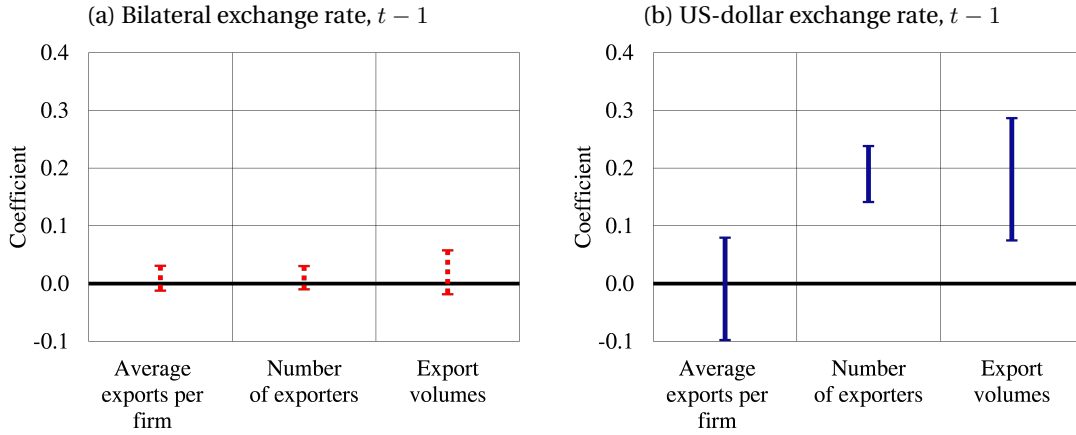 (a) Bilateral exchange rate, t − 1
0.4
0.3
0.2
0.1
0.0
-0.1
Coefficient
Average
exports per
firm
Number
of exporters
Export
volumes
(b) US-dollar exchange rate, t − 1
0.4
0.3
0.2
0.1
0.0
-0.1
Coefficient
Average
exports per
firm
Number
of exporters
Export
volumes